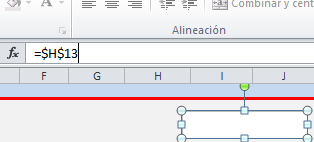 Combinar y cent
Alineación
fx =$H$13
F G H I J